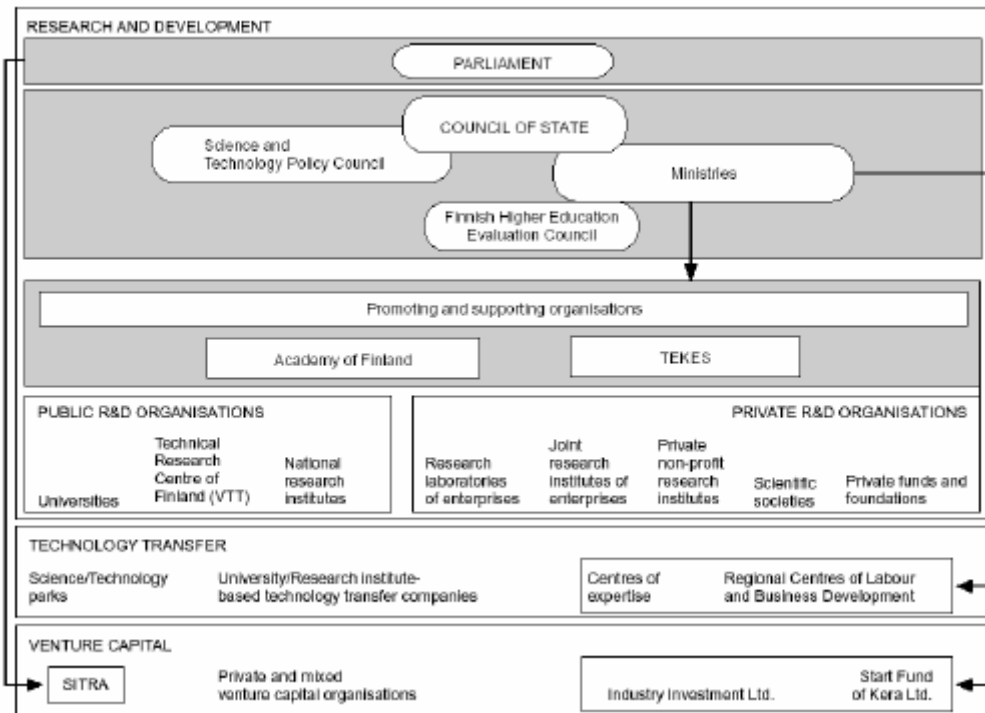 RESEARCH AND DEVELOPMENT
PARLIAMENT
COUNCIL OF STATE
Science and
Technology Policy Council
Ministries
Finnish Higher Education
Evaluation Council
Promoting and supporting organisations
Academy of Finland
TEKES
PUBLIC R&D ORGANISATIONS
Universities
Technical
Research
Centre of
Finland (VTT)
National
research
institutes
PRIVATE R&D ORGANISATIONS
Research
laboratories
of enterprises
Joint
research
institutes of
enterprises
Private
non-profit
research
institutes
Scientific
societies
Private funds and
foundations
TECHNOLOGY TRANSFER
Science/Technology
parks
University/Research institute-
based technology transfer companies
Centres of
expertise
Regional Centres of Labour
and Business Development
VENTURE CAPITAL
SITRA
Private and mixed
venture capital organisations
Industry Investment Ltd.
Start Fund
of Kera Ltd.